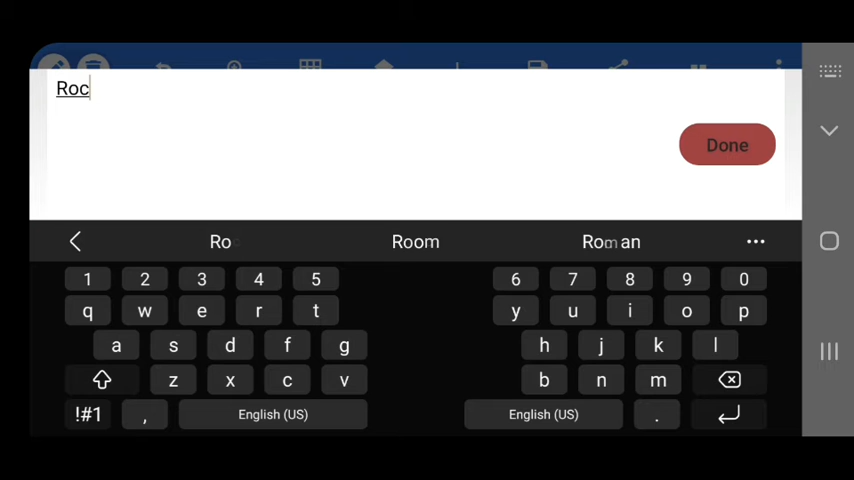 Roc
Done
Ro Room Roman
1 2 3 4 5 6 7 8 9 0
q w e r t y u i o p
a s d f g h j k l
z x c v b n m
!#1 , English (US) English (US) .